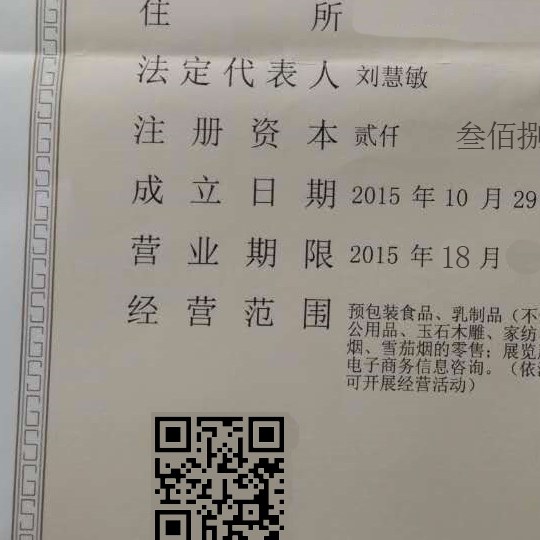 住所
法定代表人 刘慧敏
注册资本 贰仟 叁佰捌
成立日期 2015 年 10 月 29
营业期限 2015 年 18 月
经营范围 预包装食品、乳制品（不
公用品、玉石木雕、家纺
烟、雪茄烟的零售；展览
电子商务信息咨询。（依
可开展经营活动）